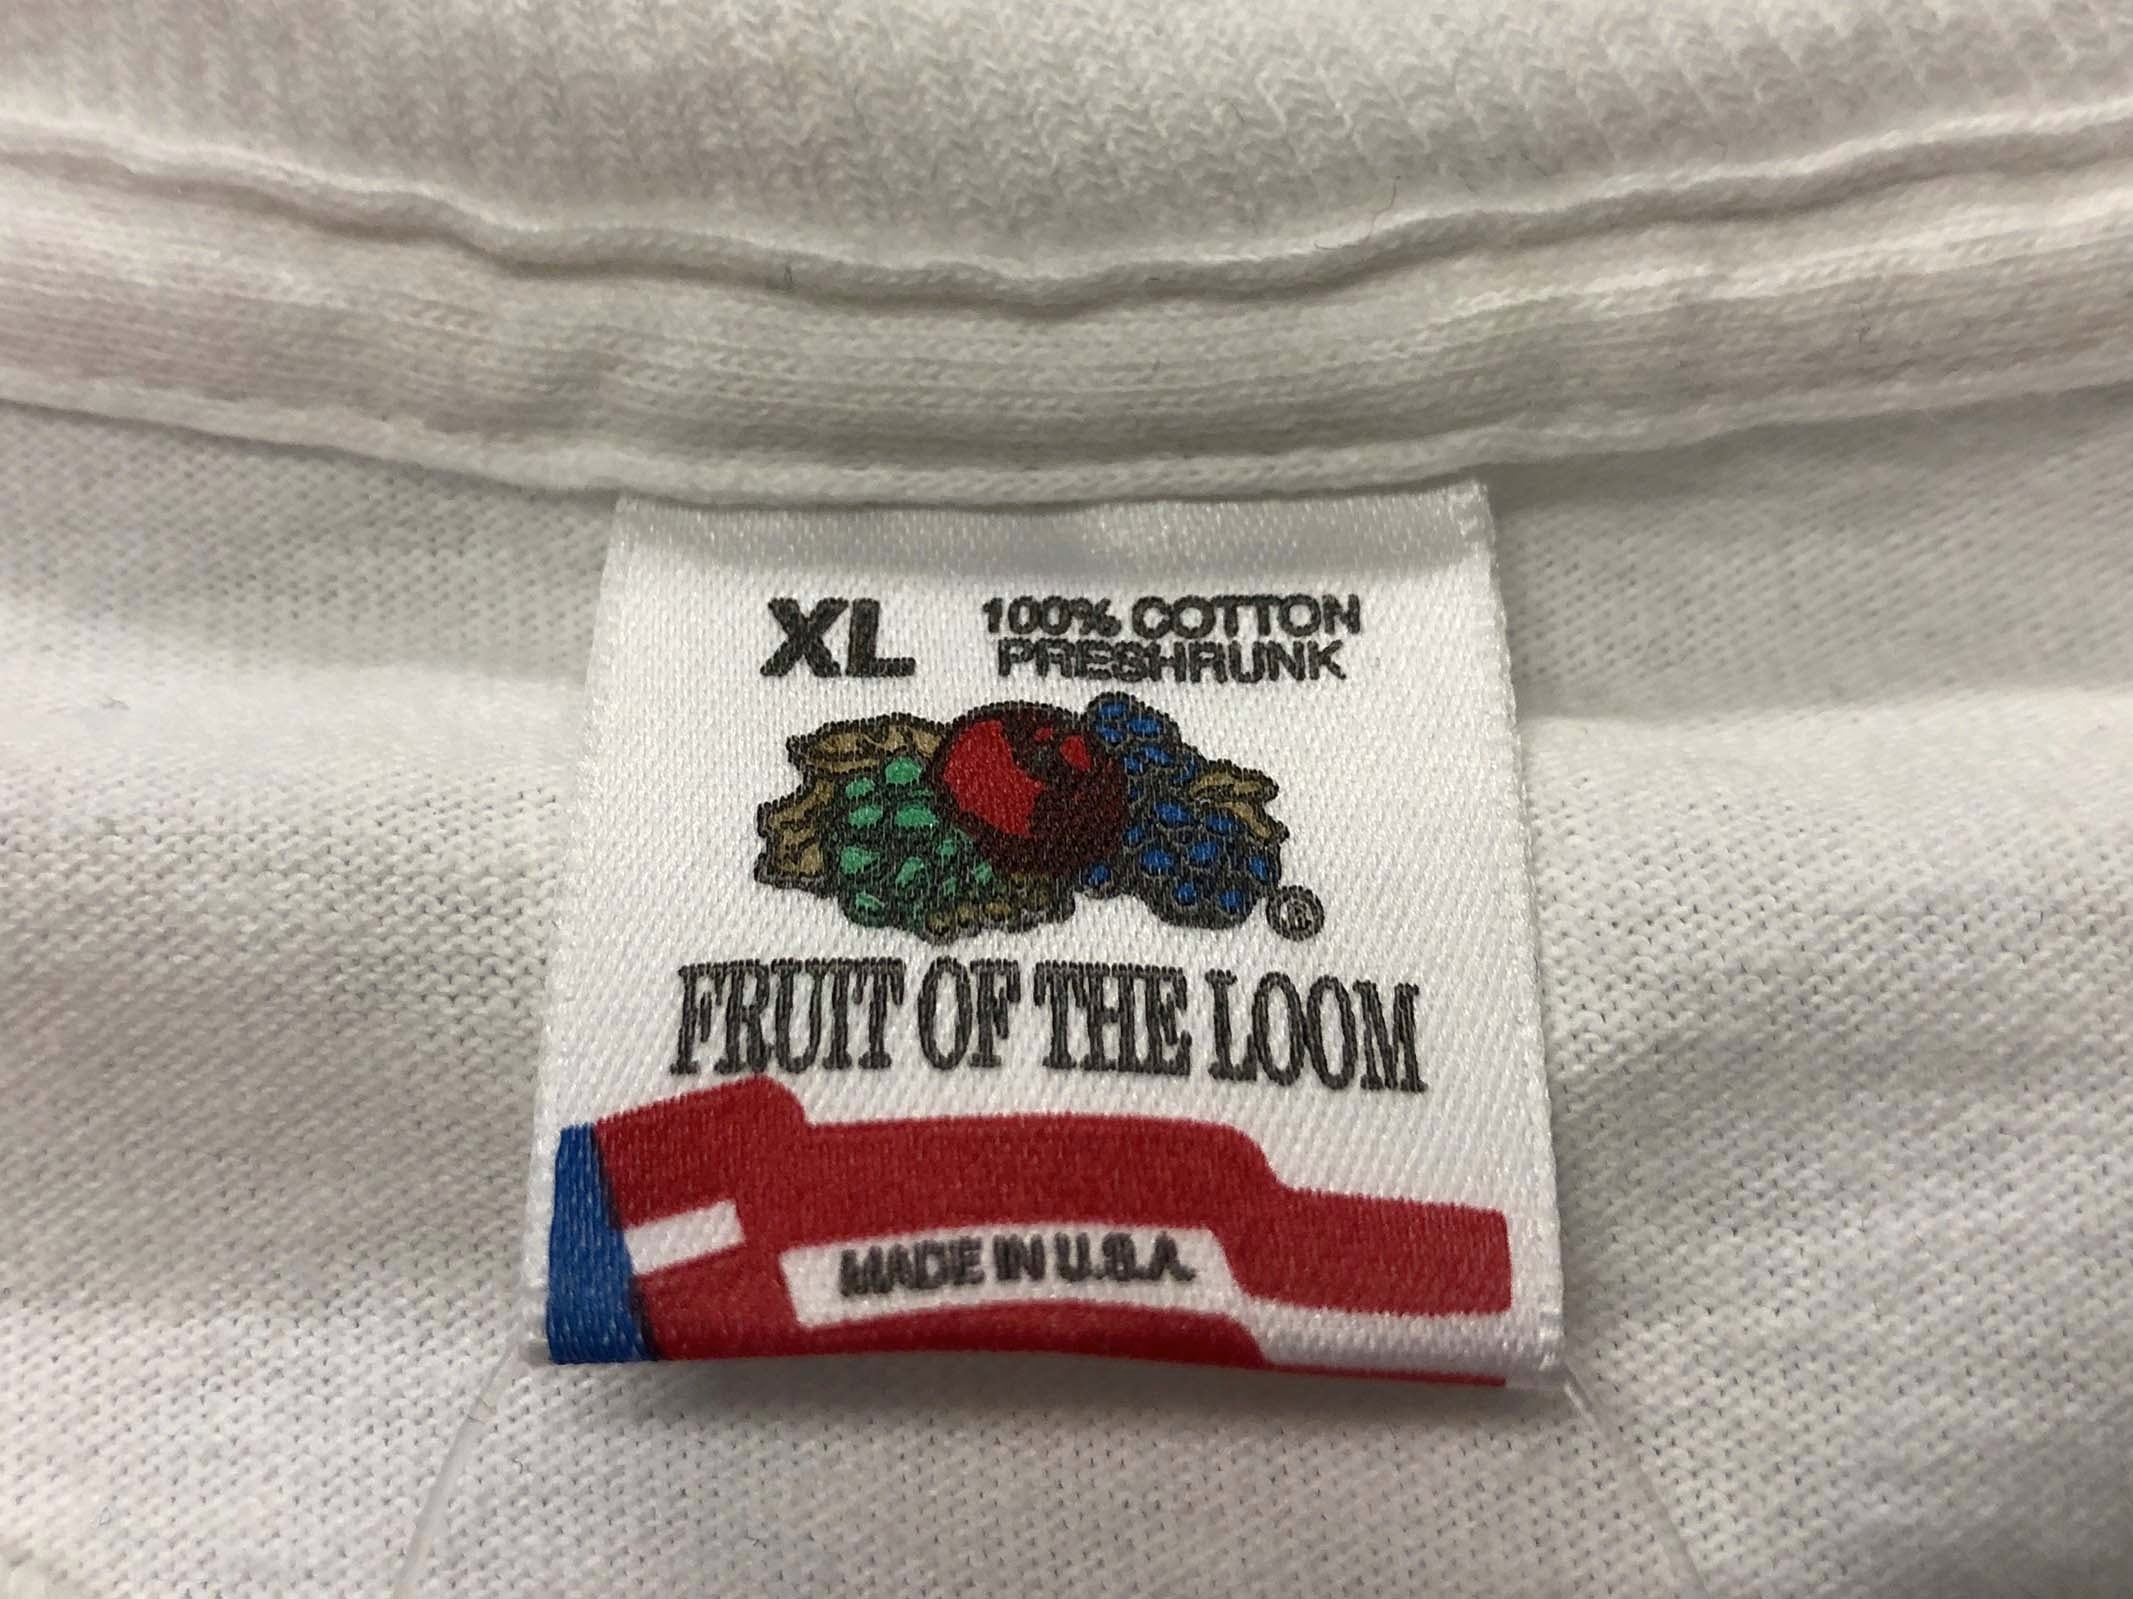 XL
100% COTTON
PRESHRUNK
®
FRUIT OF THE LOOM
MADE IN U.S.A.